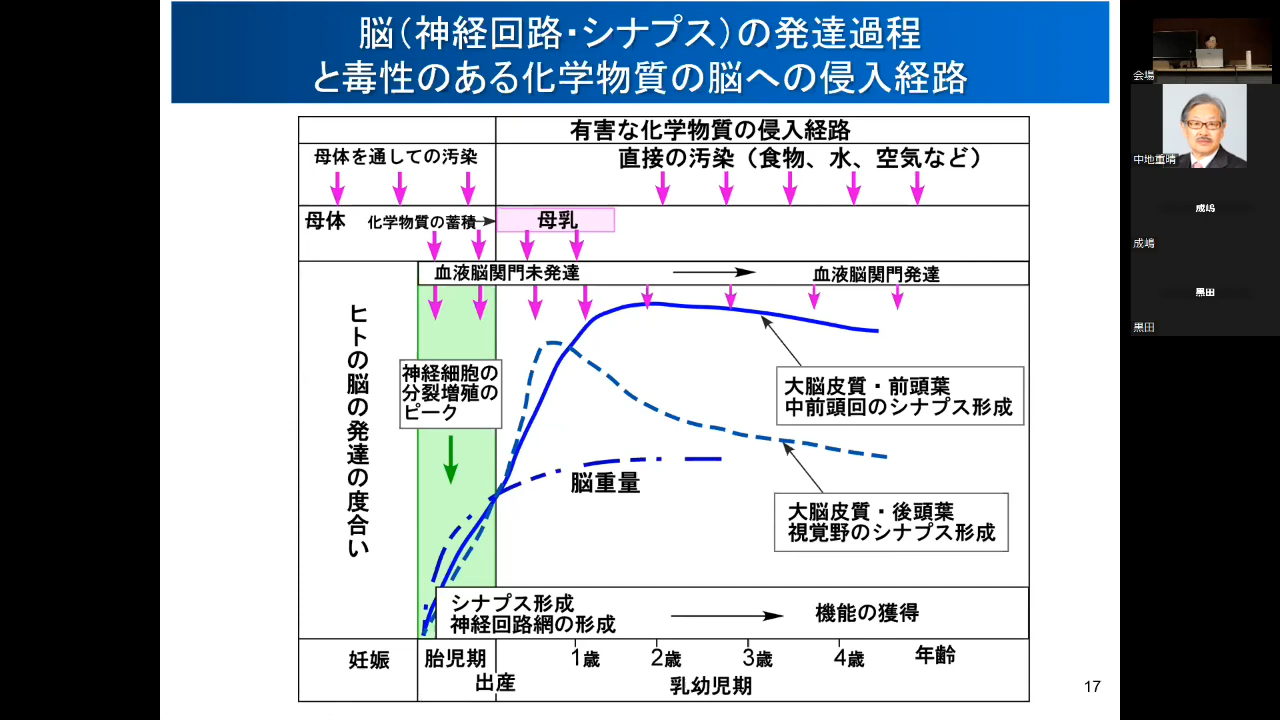 脳（神経回路・シナプス）の発達過程
と毒性のある化学物質の脳への侵入経路
有害な化学物質の侵入経路
母体を通しての汚染
直接の汚染（食物、水、空気など）
母体
化学物質の蓄積
母乳
血液脳関門未発達
血液脳関門発達
ヒトの脳の発達の度合い
神経細胞の
分裂増殖の
ピーク
大脳皮質・前頭葉
中前頭回のシナプス形成
脳重量
大脳皮質・後頭葉
視覚野のシナプス形成
シナプス形成
神経回路網の形成
機能の獲得
妊娠
胎児期
1歳
2歳
3歳
4歳
年齢
出産
乳幼児期
17
会場
中地重晴
成嶋
成嶋
黒田
黒田